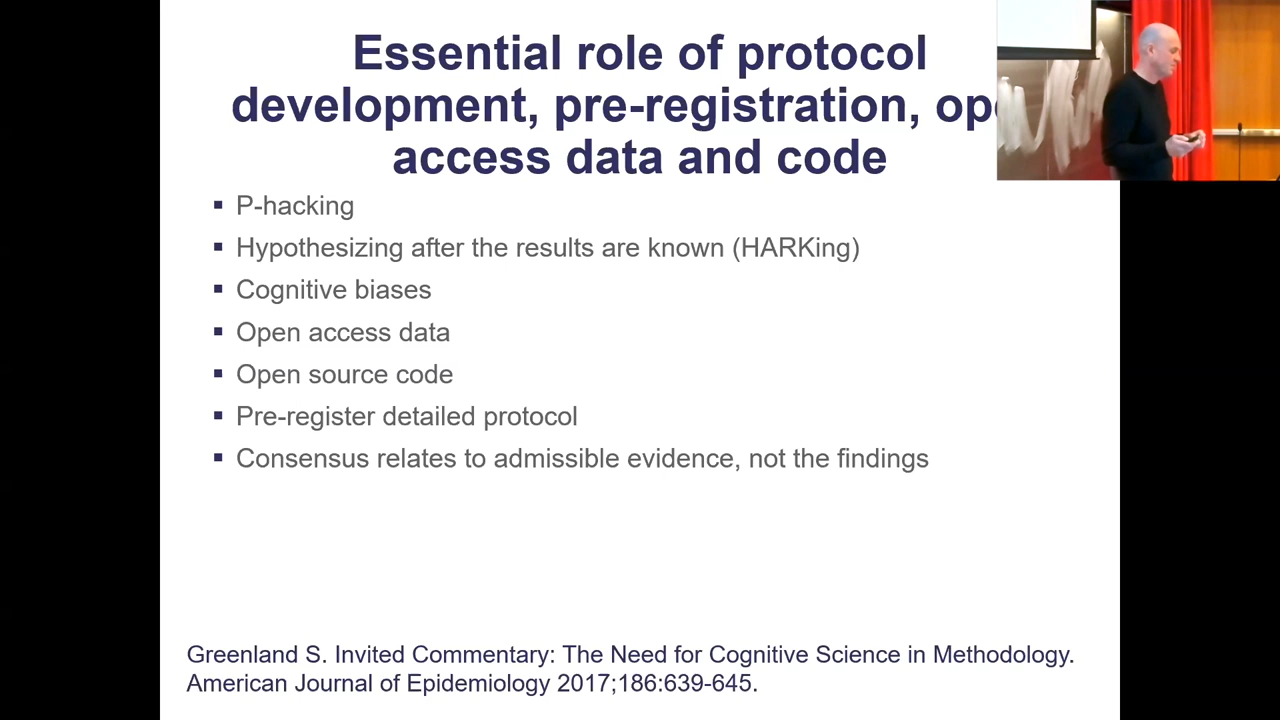 Essential role of protocol
development, pre-registration, op
access data and code
▪ P-hacking
▪ Hypothesizing after the results are known (HARKing)
▪ Cognitive biases
▪ Open access data
▪ Open source code
▪ Pre-register detailed protocol
▪ Consensus relates to admissible evidence, not the findings
Greenland S. Invited Commentary: The Need for Cognitive Science in Methodology.
American Journal of Epidemiology 2017;186:639-645.